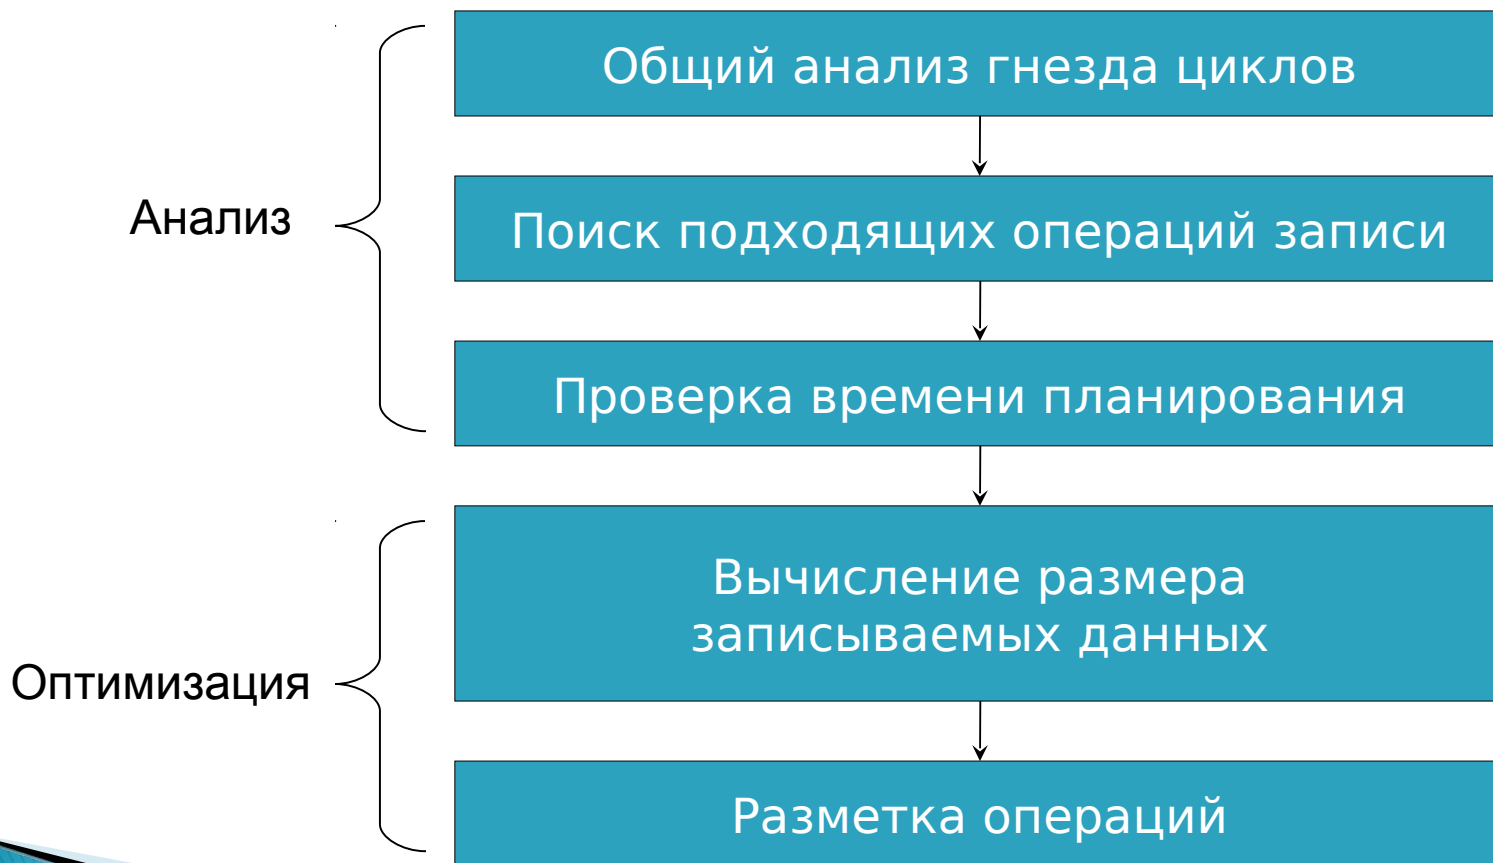 Общий анализ гнезда циклов
Анализ
Поиск подходящих операций записи
Проверка времени планирования
Вычисление размера
записываемых данных
Оптимизация
Разметка операций